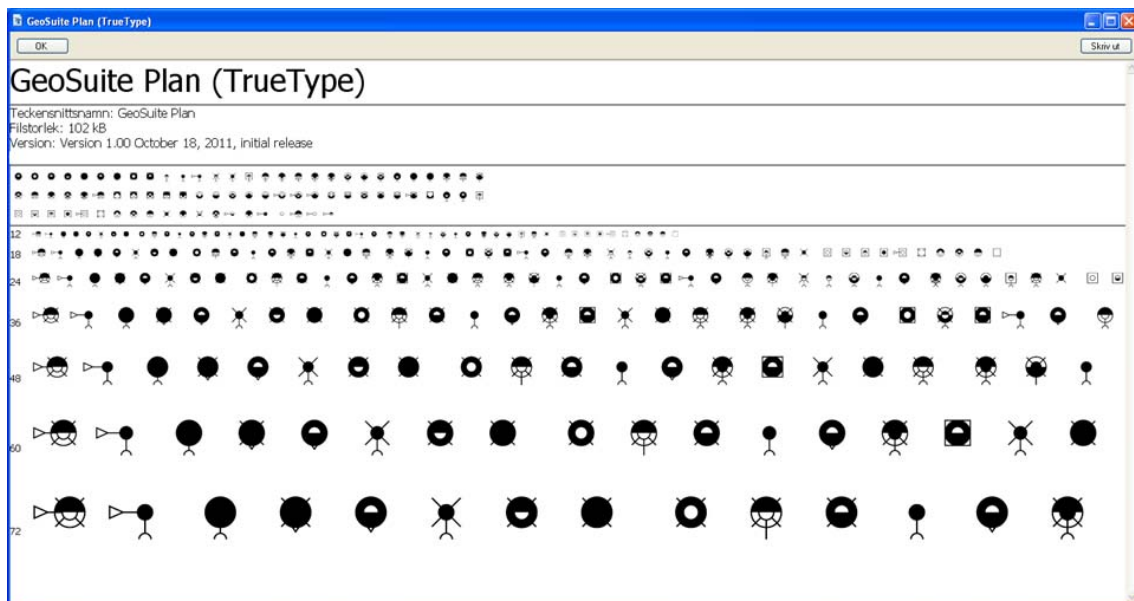 GeoSuite Plan (TrueType)
OK
Skriv ut
GeoSuite Plan (TrueType)
Teckensnittsnamn: GeoSuite Plan
Filstorlek: 102 kB
Version: Version 1.00 October 18, 2011, initial release
12
18
24
36
48
60
72